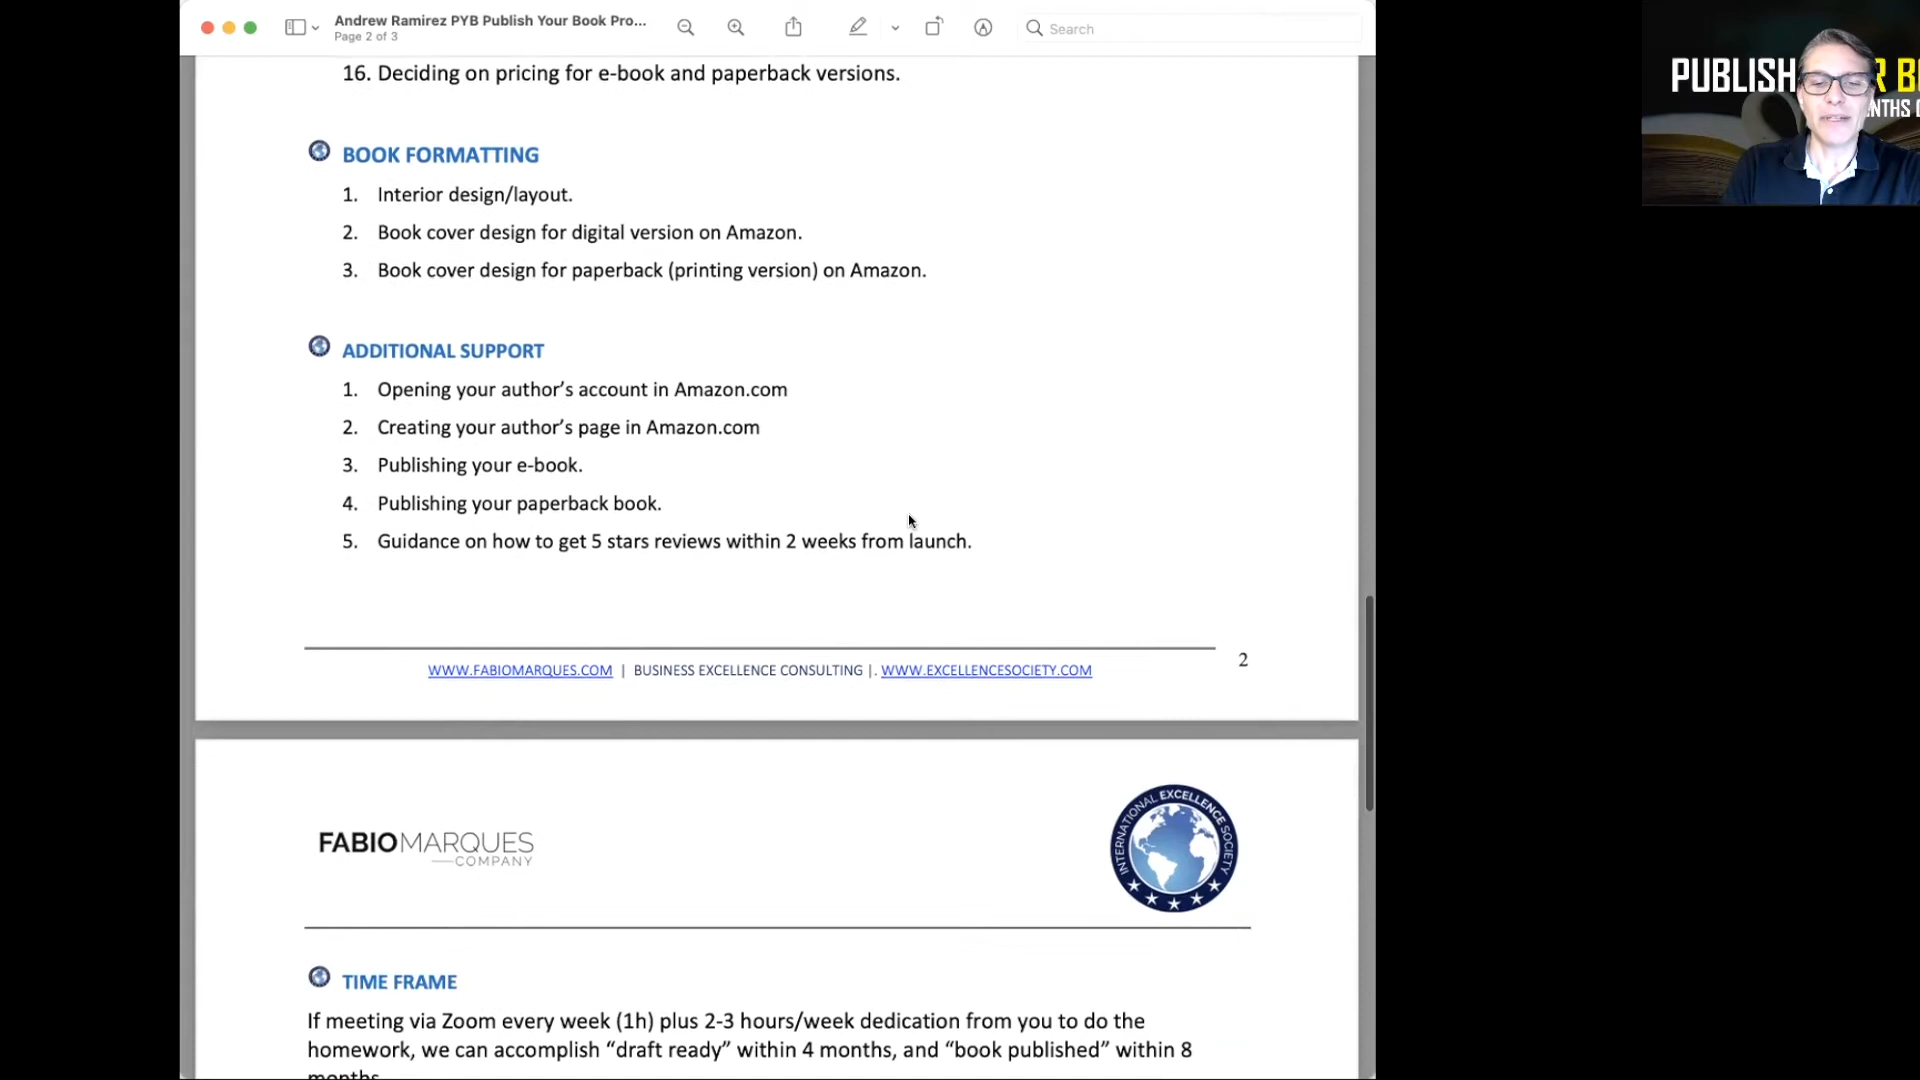 Andrew Ramirez PYB Publish Your Book Pro...
Page 2 of 3
Search
16. Deciding on pricing for e-book and paperback versions.
BOOK FORMATTING
1. Interior design/layout.
2. Book cover design for digital version on Amazon.
3. Book cover design for paperback (printing version) on Amazon.
ADDITIONAL SUPPORT
1. Opening your author’s account in Amazon.com
2. Creating your author’s page in Amazon.com
3. Publishing your e-book.
4. Publishing your paperback book.
5. Guidance on how to get 5 stars reviews within 2 weeks from launch.
WWW.FABIOMARQUES.COM | BUSINESS EXCELLENCE CONSULTING |. WWW.EXCELLENCESOCIETY.COM
2
FABIOMARQUES
COMPANY
INTERNATIONAL EXCELLENCE SOCIETY
TIME FRAME
If meeting via Zoom every week (1h) plus 2-3 hours/week dedication from you to do the
homework, we can accomplish “draft ready” within 4 months, and “book published” within 8
months
PUBLISH